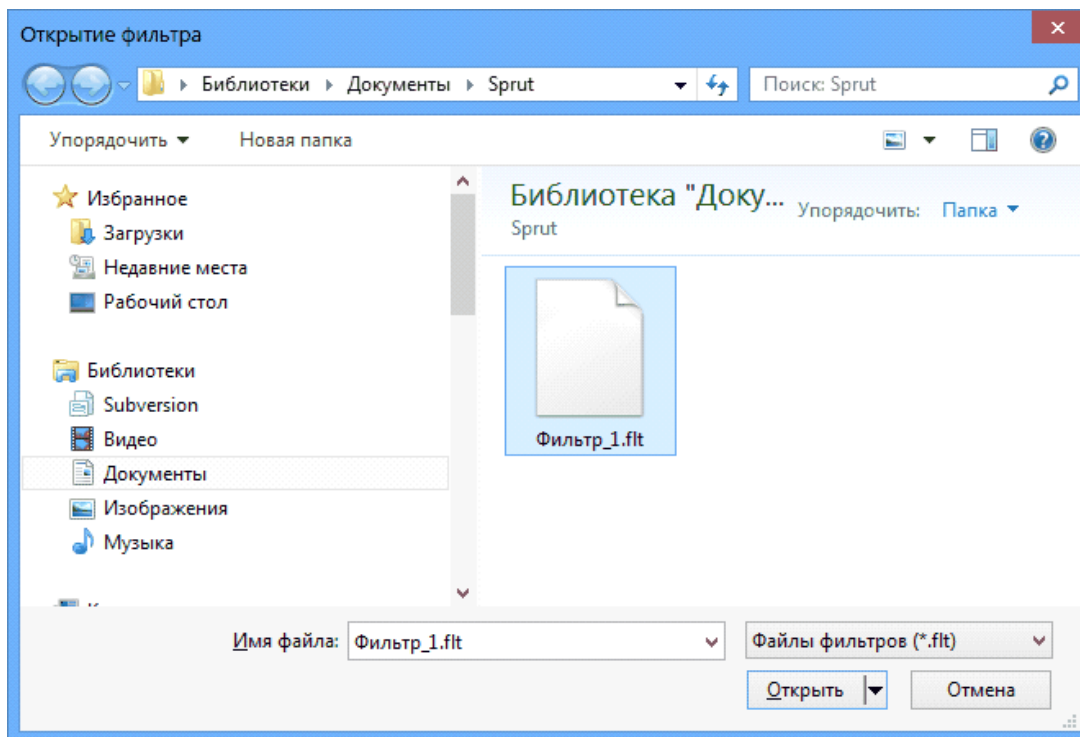 Открытие фильтра
Библиотеки Документы Sprut
Поиск: Sprut
Упорядочить
Новая папка
Избранное
Загрузки
Недавние места
Рабочий стол
Библиотеки
Subversion
Видео
Документы
Изображения
Музыка
Библиотека "Доку...
Sprut
Упорядочить: Папка
Фильтр_1.flt
Имя файла: Фильтр_1.flt
Файлы фильтров (*.flt)
Открыть
Отмена